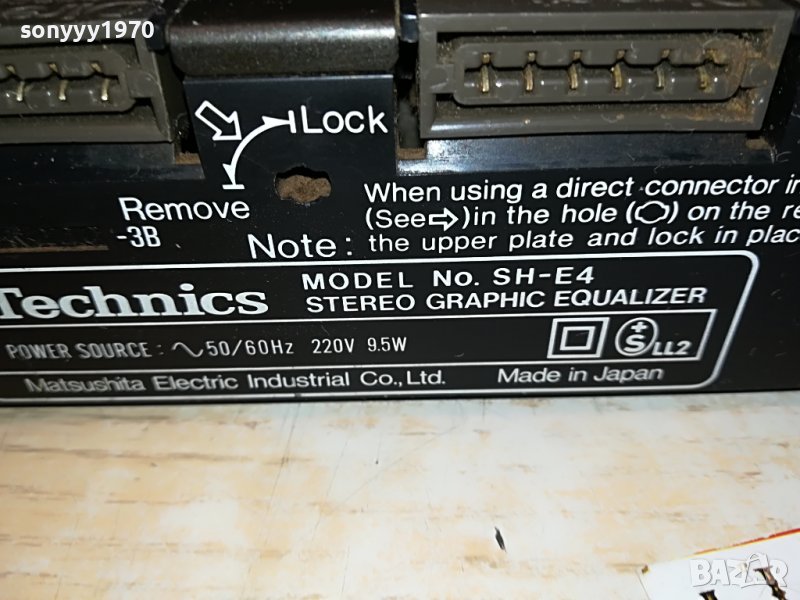 sonyyy1970
Lock
Remove
-3B
When using a direct connector in
(See⇨)in the hole (⬭) on the re
Note: the upper plate and lock in plac
Technics
MODEL No. SH-E4
STEREO GRAPHIC EQUALIZER
POWER SOURCE : ∿50/60Hz 220V 9.5W
+S LL2
Matsushita Electric Industrial Co., Ltd. Made in Japan
BAZAR